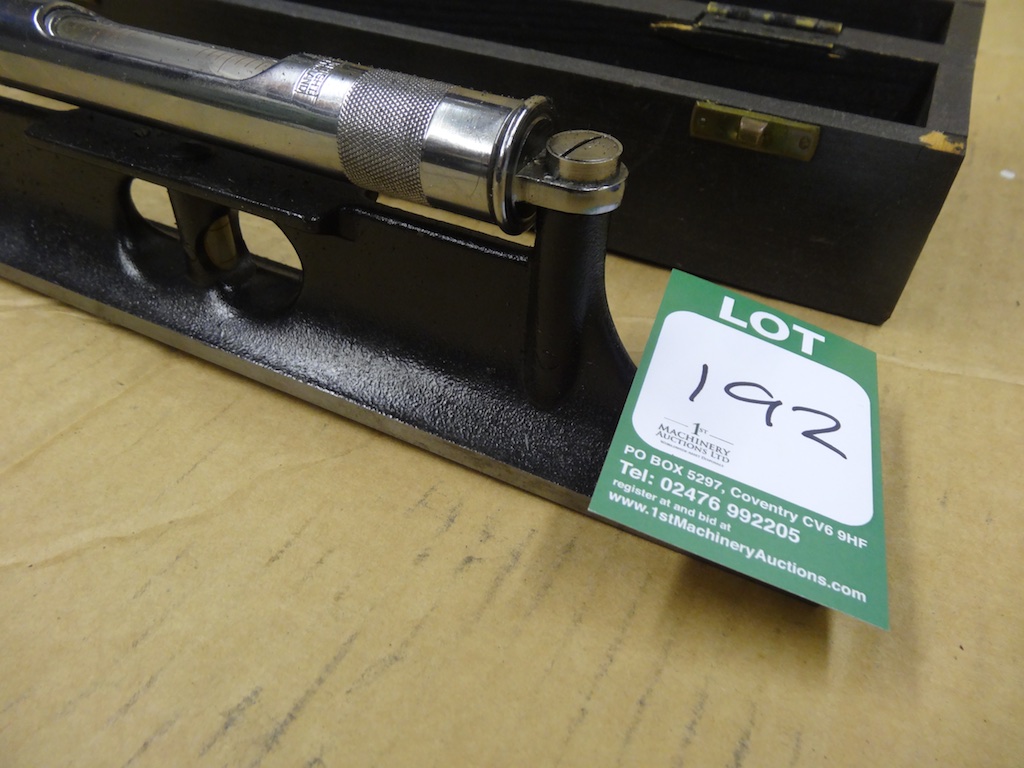 LOT
192
1ST
MACHINERY
AUCTIONS LTD
PO BOX 5297, Coventry CV6 9HF
Tel: 02476 992205
register at and bid at
www.1stMachineryAuctions.com